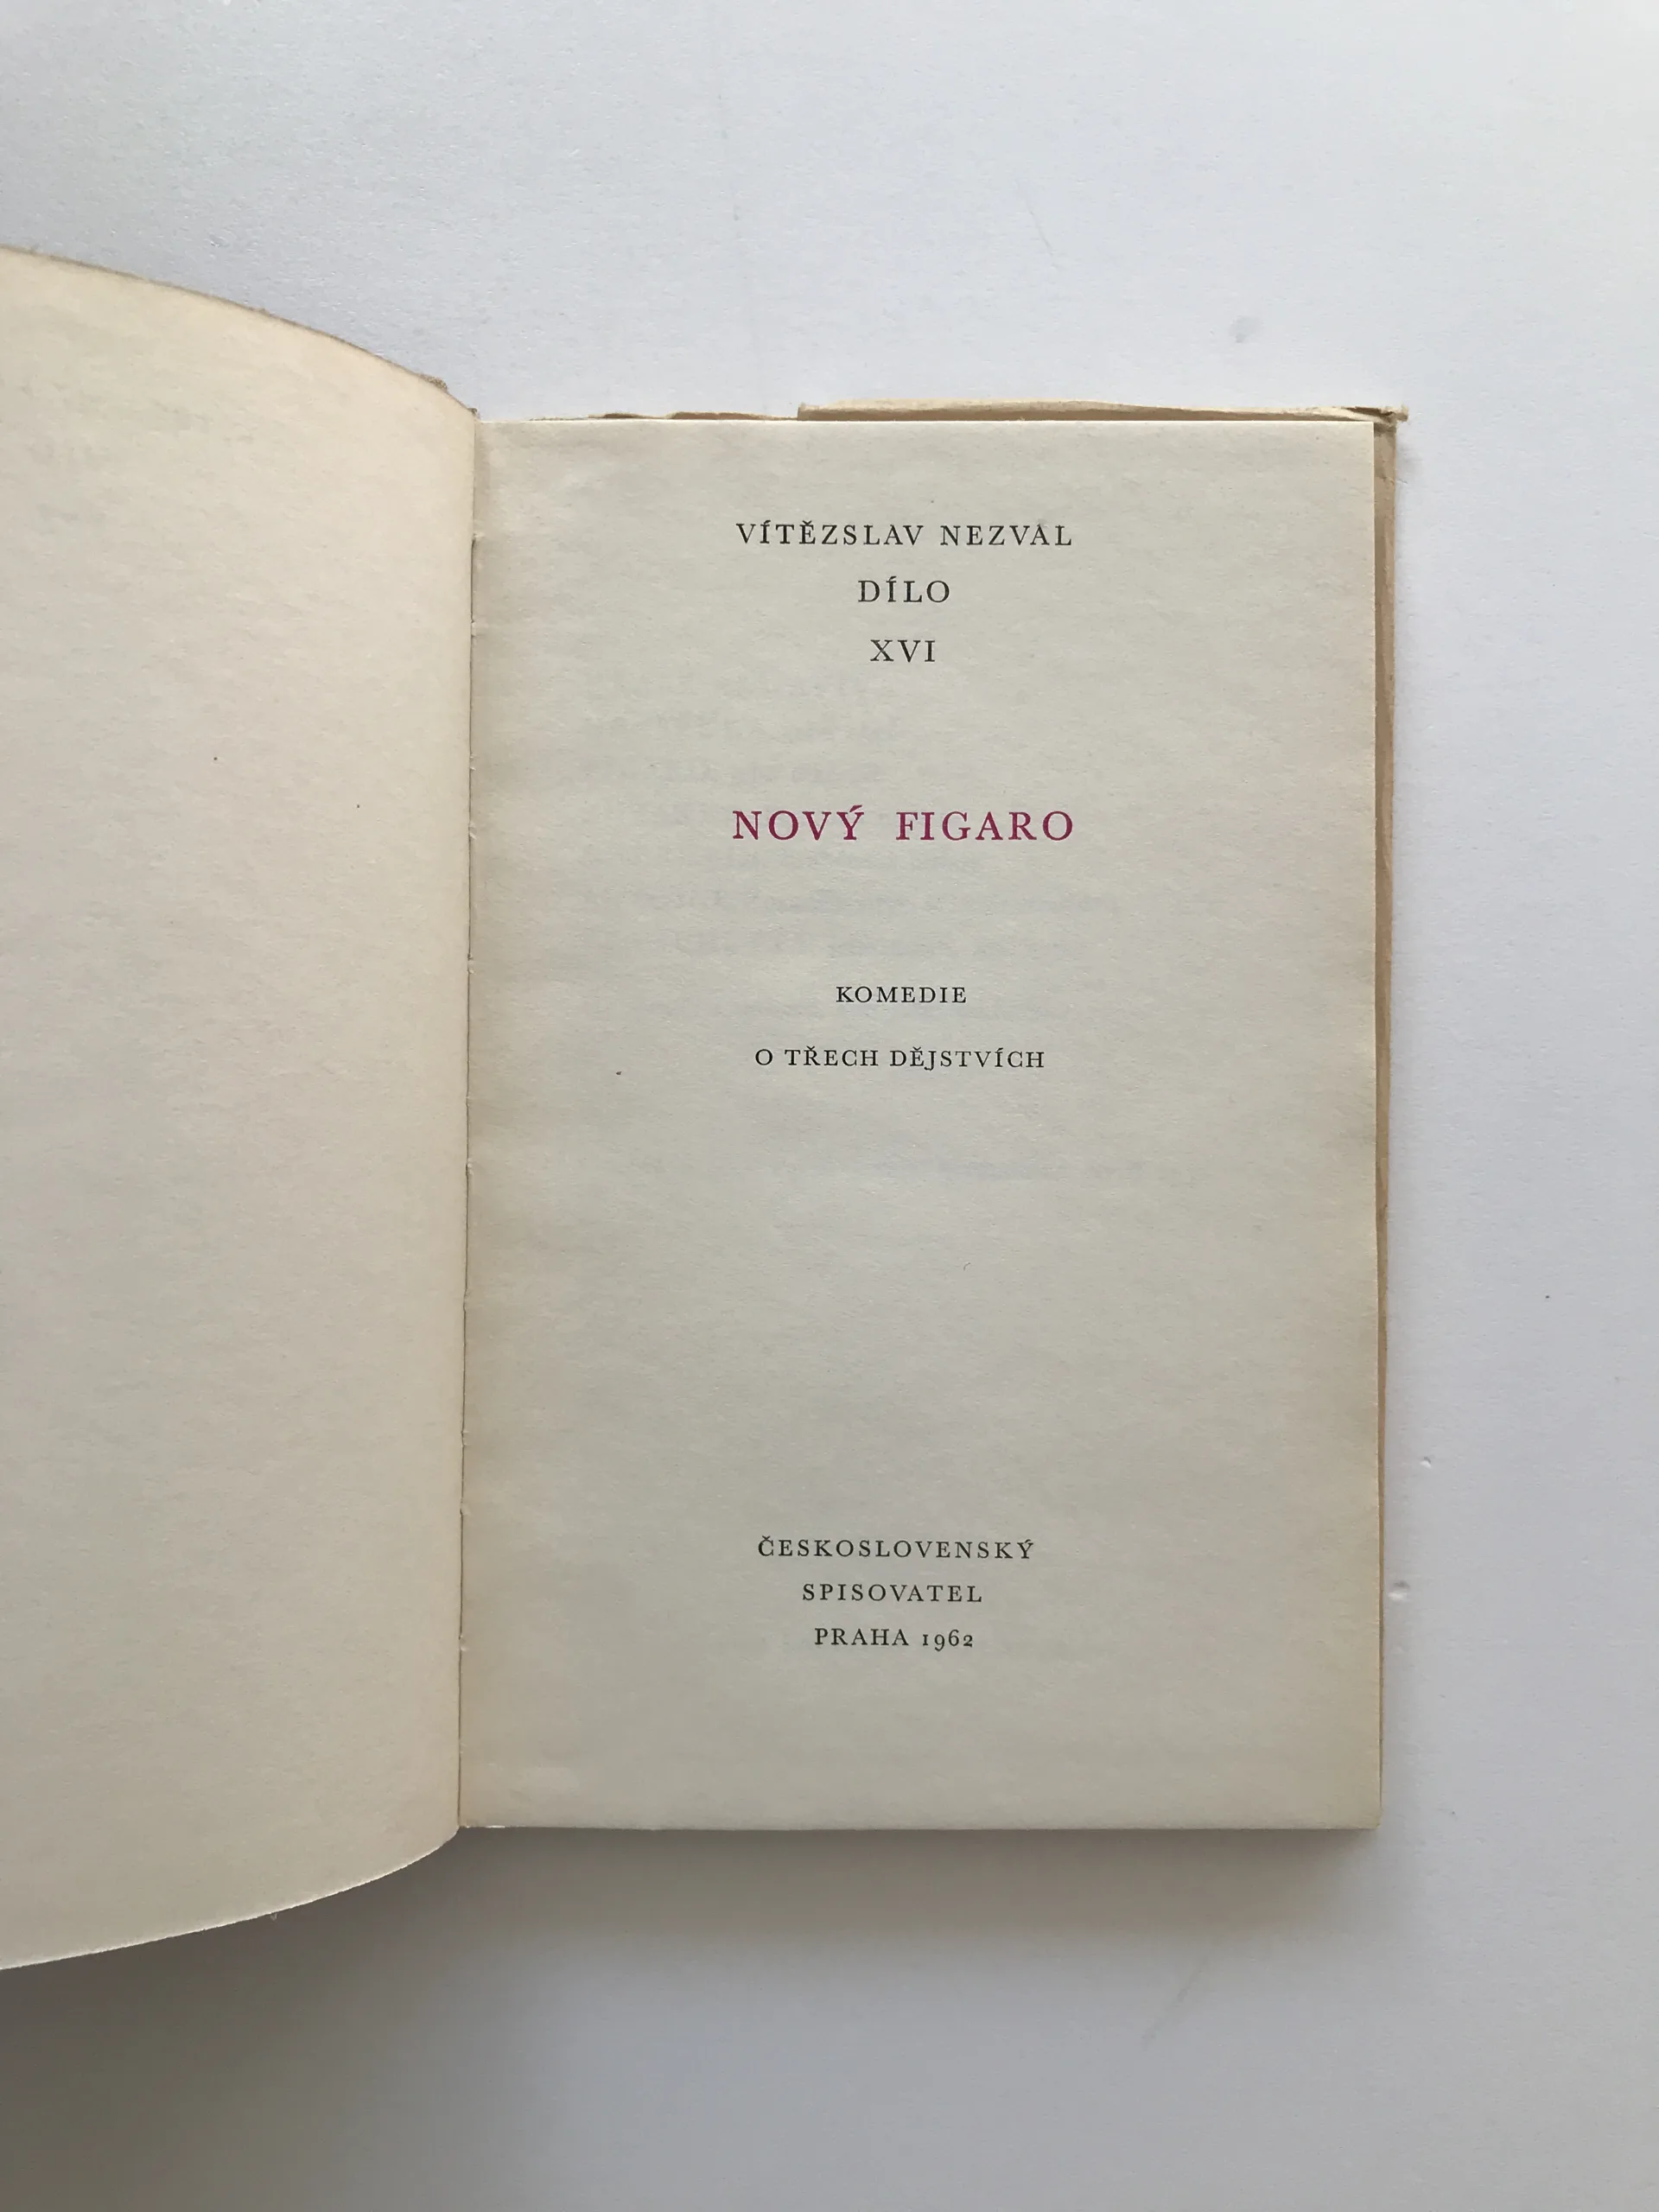 VÍTĚZSLAV NEZVAL
DÍLO
XVI
NOVÝ FIGARO
KOMEDIE
O TŘECH DĚJSTVÍCH
ČESKOSLOVENSKÝ
SPISOVATEL
PRAHA 1962